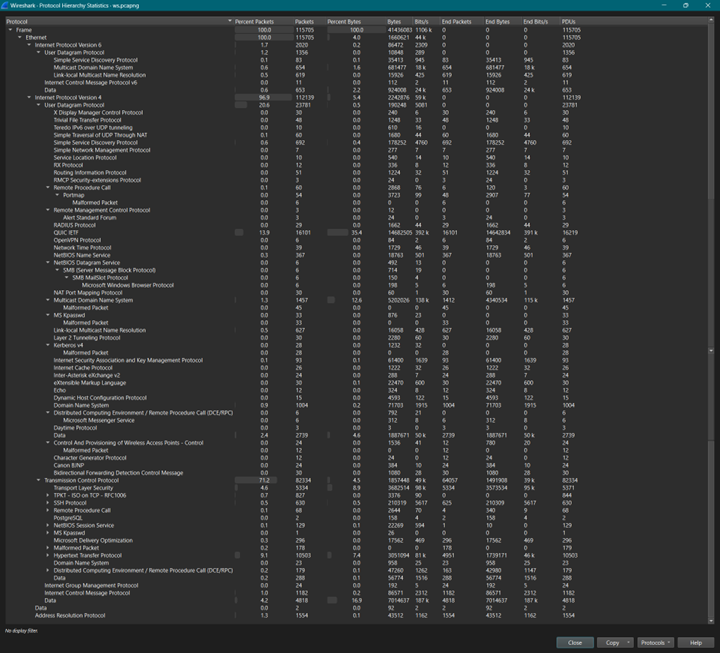 Wireshark · Protocol Hierarchy Statistics · ws.pcapng
Protocol Percent Packets Packets Percent Bytes Bytes Bits/s End Packets End Bytes End Bits/s PDUs
Frame 100.0 115705 100.0 41436083 1106 k 0 0 0 115705
Ethernet 100.0 115705 4.0 1660621 44 k 0 0 0 115705
Internet Protocol Version 6 1.7 2020 0.2 86472 2309 0 0 0 2020
User Datagram Protocol 1.2 1356 0.0 10848 289 0 0 0 1356
Simple Service Discovery Protocol 0.1 83 0.1 35413 945 83 35413 945 83
Multicast Domain Name System 0.6 654 1.6 681477 18 k 654 681477 18 k 654
Link-local Multicast Name Resolution 0.5 619 0.0 15926 425 619 15926 425 619
Internet Control Message Protocol v6 0.0 11 0.0 112 2 11 112 2 11
Data 0.6 653 2.2 924008 24 k 653 924008 24 k 653
Internet Protocol Version 4 96.9 112139 5.4 2242876 59 k 0 0 0 112139
User Datagram Protocol 20.6 23781 0.5 190248 5081 0 0 0 23781
X Display Manager Control Protocol 0.0 30 0.0 240 6 30 240 6 30
Trivial File Transfer Protocol 0.0 48 0.0 1248 33 48 1248 33 48
Teredo IPv6 over UDP tunneling 0.0 10 0.0 610 16 0 0 0 10
Simple Traversal of UDP Through NAT 0.1 60 0.0 1680 44 60 1680 44 60
Simple Service Discovery Protocol 0.6 692 0.4 178252 4760 692 178252 4760 692
Simple Network Management Protocol 0.0 7 0.0 277 7 7 277 7 7
Service Location Protocol 0.0 10 0.0 540 14 10 540 14 10
RX Protocol 0.0 12 0.0 336 8 12 336 8 12
Routing Information Protocol 0.0 51 0.0 1224 32 51 1224 32 51
RMCP Security-extensions Protocol 0.0 3 0.0 24 0 3 24 0 3
Remote Procedure Call 0.1 60 0.0 2868 76 6 120 3 60
Portmap 0.0 54 0.0 3723 99 48 2907 77 54
Malformed Packet 0.0 6 0.0 0 0 6 0 0 6
Remote Management Control Protocol 0.0 3 0.0 12 0 0 0 0 3
Alert Standard Forum 0.0 3 0.0 24 0 3 24 0 3
RADIUS Protocol 0.0 29 0.0 1662 44 29 1662 44 29
QUIC IETF 13.9 16101 35.4 14682505 392 k 16101 14642834 391 k 16219
OpenVPN Protocol 0.0 6 0.0 84 2 6 84 2 6
Network Time Protocol 0.0 39 0.0 1729 46 39 1729 46 39
NetBIOS Name Service 0.3 367 0.0 18763 501 367 18763 501 367
NetBIOS Datagram Service 0.0 6 0.0 492 13 0 0 0 6
SMB (Server Message Block Protocol) 0.0 6 0.0 714 19 0 0 0 6
SMB MailSlot Protocol 0.0 6 0.0 150 4 0 0 0 6
Microsoft Windows Browser Protocol 0.0 6 0.0 198 5 6 198 5 6
NAT Port Mapping Protocol 0.0 30 0.0 60 1 30 60 1 30
Multicast Domain Name System 1.3 1457 12.6 5202026 138 k 1412 4340534 115 k 1457
Malformed Packet 0.0 45 0.0 0 0 45 0 0 45
MS Kpasswd 0.0 33 0.0 876 23 0 0 0 33
Malformed Packet 0.0 33 0.0 0 0 33 0 0 33
Link-local Multicast Name Resolution 0.5 627 0.0 16058 428 627 16058 428 627
Layer 2 Tunneling Protocol 0.0 30 0.0 2280 60 30 2280 60 30
Kerberos v4 0.0 28 0.0 1232 32 0 0 0 28
Malformed Packet 0.0 28 0.0 0 0 28 0 0 28
Internet Security Association and Key Management Protocol 0.1 93 0.1 61400 1639 93 61400 1639 93
Internet Cache Protocol 0.0 26 0.0 1222 32 26 1222 32 26
Inter-Asterisk eXchange v2 0.0 24 0.0 288 7 24 288 7 24
eXtensible Markup Language 0.0 30 0.1 22470 600 30 22470 600 30
Echo 0.0 12 0.0 324 8 12 324 8 12
Dynamic Host Configuration Protocol 0.0 15 0.0 4593 122 15 4593 122 15
Domain Name System 0.9 1004 0.2 71703 1915 1004 71703 1915 1004
Distributed Computing Environment / Remote Procedure Call (DCE/RPC) 0.0 6 0.0 792 21 0 0 0 6
Microsoft Messenger Service 0.0 6 0.0 312 8 6 312 8 6
Daytime Protocol 0.0 3 0.0 0 0 3 0 0 3
Data 2.4 2739 4.6 1887671 50 k 2739 1887671 50 k 2739
Control And Provisioning of Wireless Access Points - Control 0.0 24 0.0 1536 41 12 780 20 24
Malformed Packet 0.0 12 0.0 0 0 12 0 0 12
Character Generator Protocol 0.0 12 0.0 24 0 12 24 0 12
Canon BJNP 0.0 24 0.0 384 10 24 384 10 24
Bidirectional Forwarding Detection Control Message 0.0 30 0.0 1080 28 30 1080 28 30
Transmission Control Protocol 71.2 82334 4.5 1857448 49 k 64057 1491908 39 k 82334
Transport Layer Security 4.6 5334 8.9 3682514 98 k 5334 3573534 95 k 5371
TPKT - ISO on TCP - RFC1006 0.7 827 0.0 3376 90 0 0 0 844
SSH Protocol 0.5 630 0.5 210319 5617 625 210309 5617 630
Remote Procedure Call 0.1 68 0.0 2644 70 4 340 9 68
PostgreSQL 0.0 2 0.0 158 4 2 158 4 2
NetBIOS Session Service 0.1 129 0.1 22269 594 1 10 0 129
MS Kpasswd 0.0 1 0.0 26 0 0 0 0 1
Microsoft Delivery Optimization 0.3 296 0.0 17562 469 296 17562 469 296
Malformed Packet 0.2 178 0.0 0 0 178 0 0 179
Hypertext Transfer Protocol 9.1 10503 7.4 3051094 81 k 4951 1739171 46 k 10503
Domain Name System 0.0 23 0.0 958 25 23 958 25 23
Distributed Computing Environment / Remote Procedure Call (DCE/RPC) 0.2 179 0.1 47260 1262 163 42980 1147 179
Data 0.2 288 0.1 56774 1516 288 56774 1516 288
Internet Group Management Protocol 0.0 24 0.0 192 5 24 192 5 24
Internet Control Message Protocol 1.0 1182 0.2 86571 2312 1182 86571 2312 1182
Data 4.2 4818 16.9 7014637 187 k 4818 7014637 187 k 4818
Data 0.0 2 0.0 92 2 2 92 2 2
Address Resolution Protocol 1.3 1554 0.1 43512 1162 1554 43512 1162 1554
No display filter.
Close Copy Protocols Help